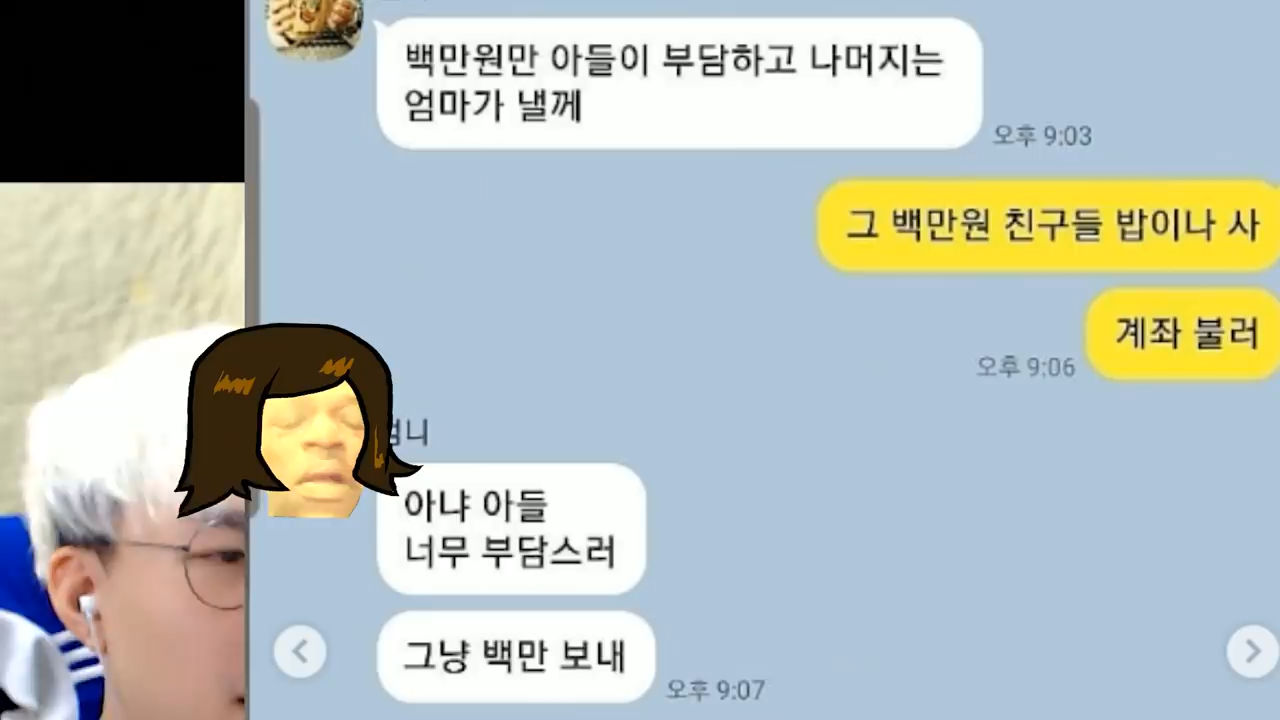 백만원만 아들이 부담하고 나머지는
엄마가 낼께
오후 9:03
그 백만원 친구들 밥이나 사
계좌 불러
오후 9:06
아냐 아들
너무 부담스러
그냥 백만 보내
오후 9:07